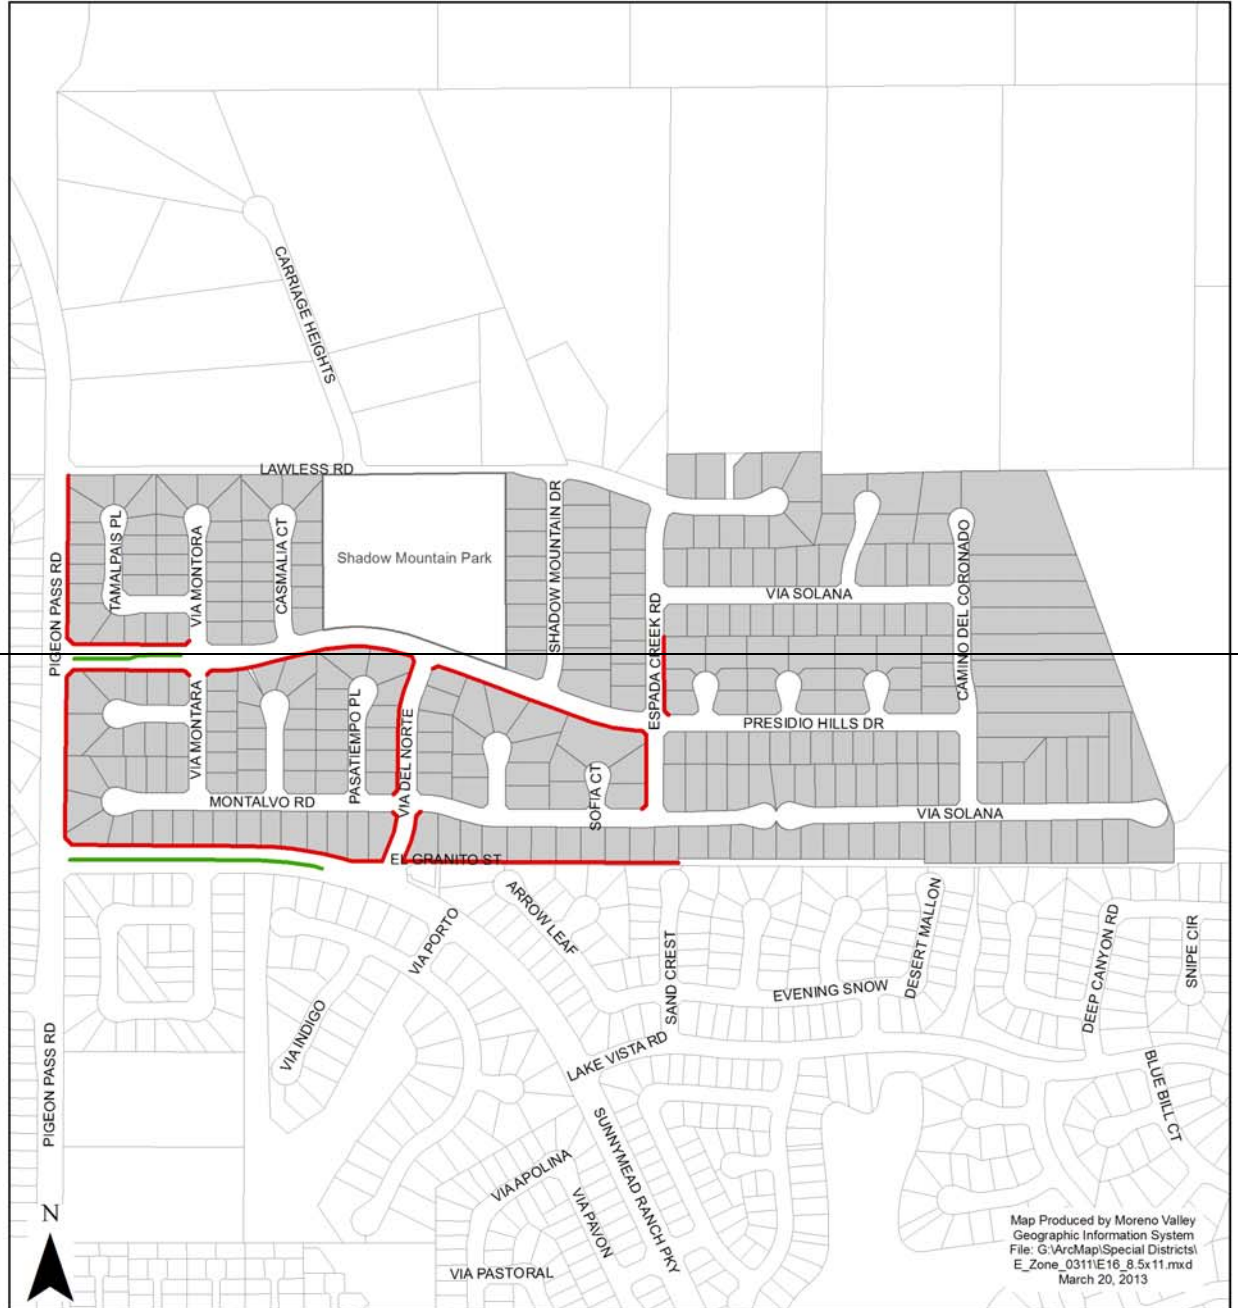 CARRIAGE HEIGHTS
LAWLESS RD
TAMALPAIS PL
VIA MONTORA
CASMALIA CT
Shadow Mountain Park
SHADOW MOUNTAIN DR
PIGEON PASS RD
ESPADA CREEK RD
VIA SOLANA
CAMINO DEL CORONADO
VIA MONTARA
PASATIEMPO PL
VIA DEL NORTE
PRESIDIO HILLS DR
MONTALVO RD
SOFIA CT
VIA SOLANA
EL GRANITO ST
ARROW LEAF
VIA PORTO
SAND CREST
DESERT MALLON
EVENING SNOW
DEEP CANYON RD
SNIPE CIR
VIA INDIGO
PIGEON PASS RD
LAKE VISTA RD
BLUE BILL CT
SUNNYMEAD RANCH PKY
VIA APOLINA
VIA PAVON
VIA PASTORAL
N
Map Produced by Moreno Valley
Geographic Information System
File: G:\ArcMap\Special Districts\
E_Zone_0311\E16_8.5x11.mxd
March 20, 2013